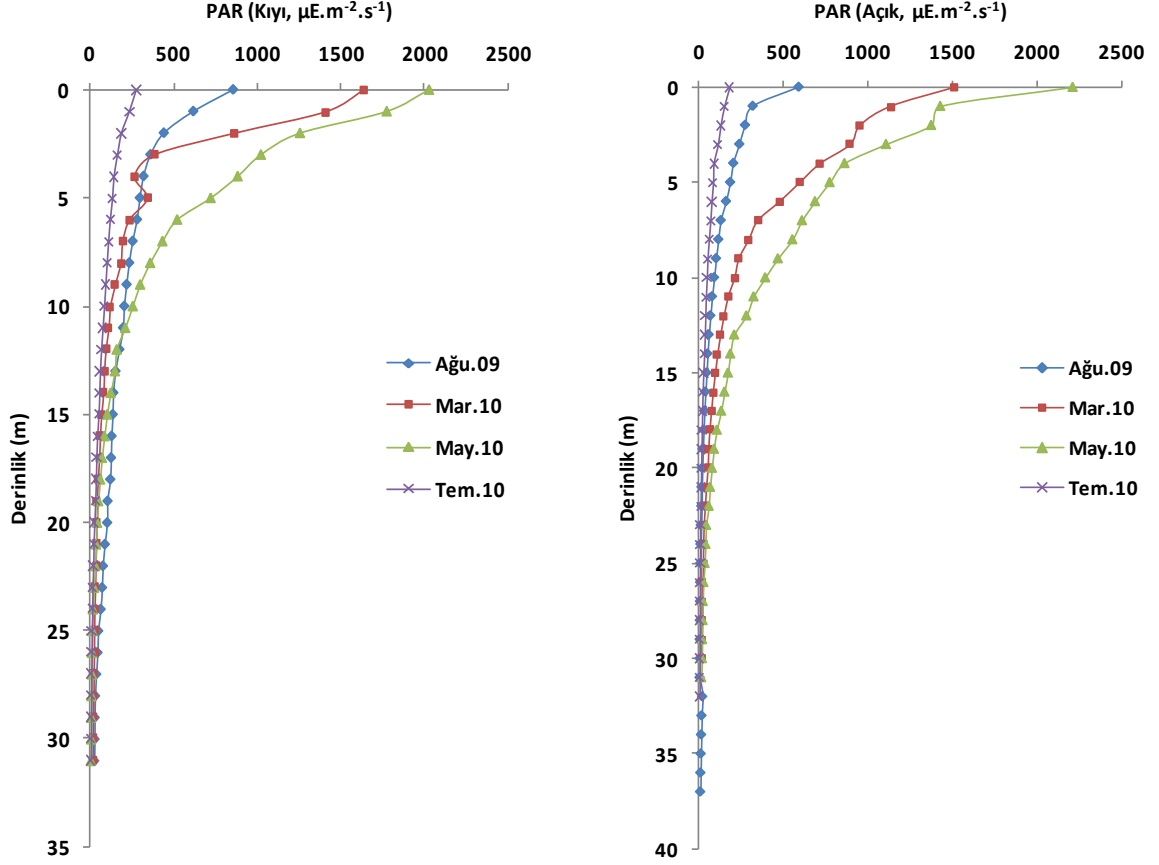 PAR (Kıyı, µE.m⁻².s⁻¹)
0 500 1000 1500 2000 2500
0
5
10
15
20
25
30
35
Derinlik (m)
Ağu.09
Mar.10
May.10
Tem.10
PAR (Açık, µE.m⁻².s⁻¹)
0 500 1000 1500 2000 2500
0
5
10
15
20
25
30
35
40
Derinlik (m)
Ağu.09
Mar.10
May.10
Tem.10